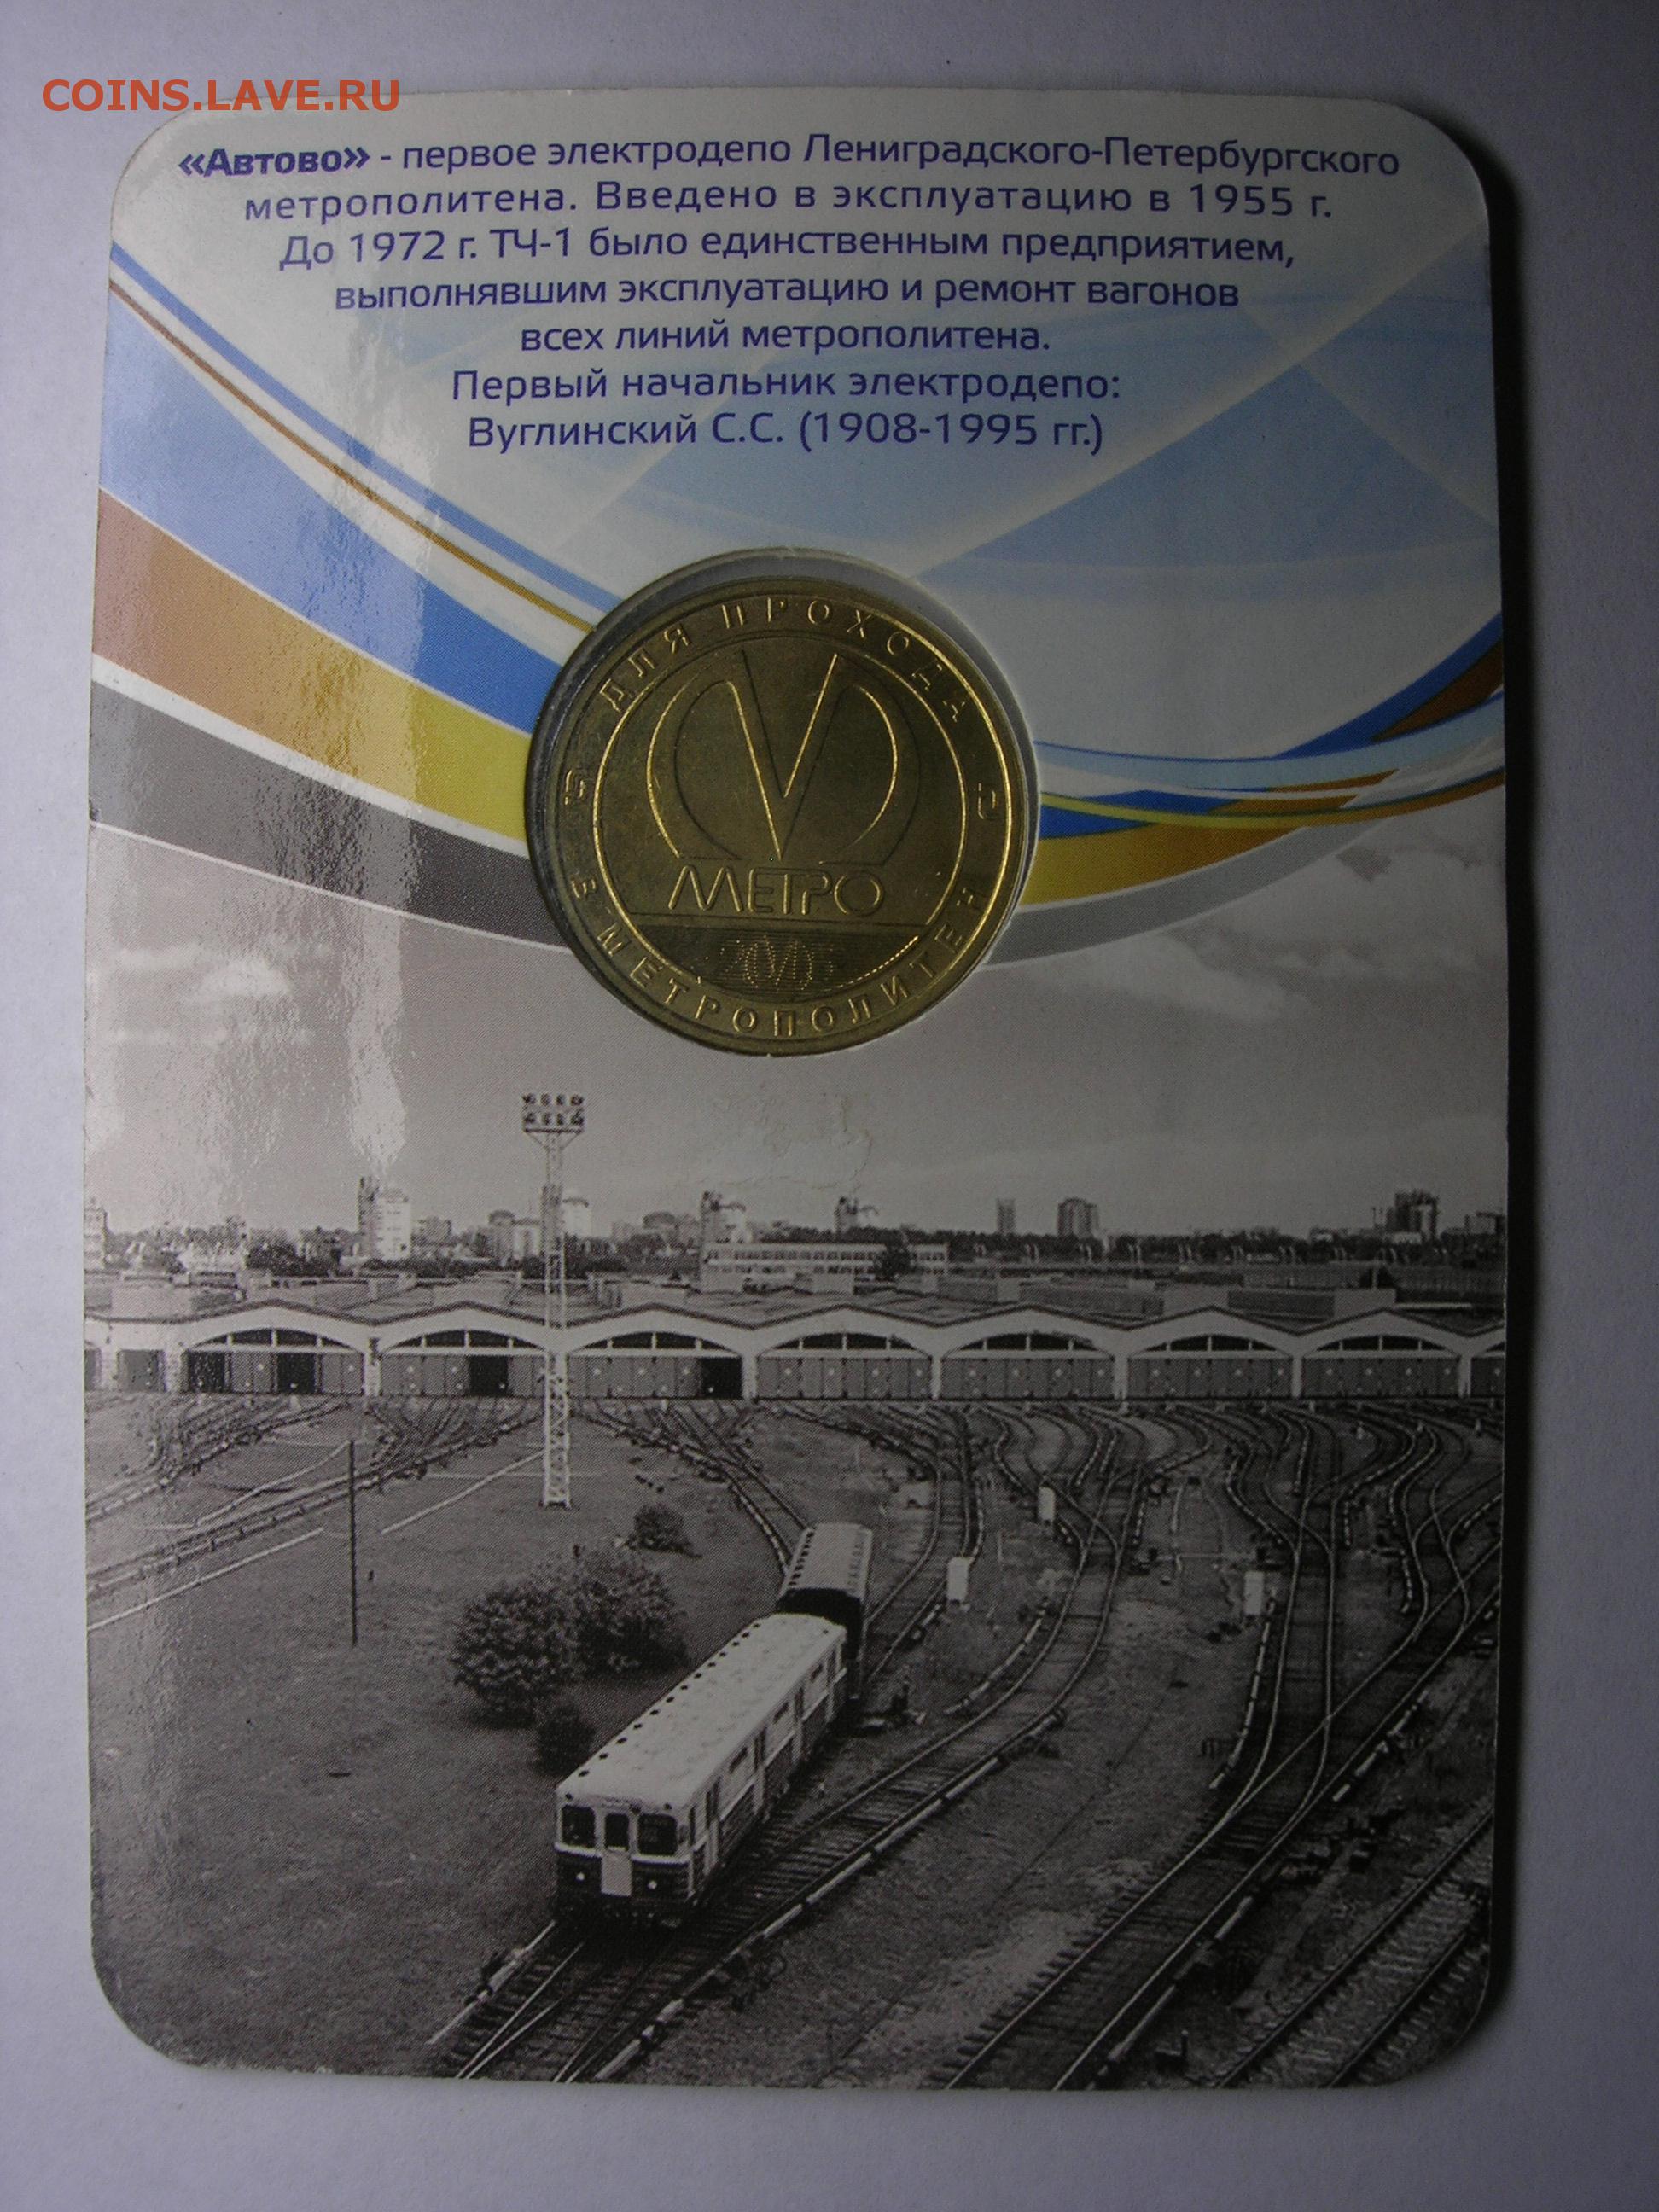 COINS.LAVE.RU
«Автово» - первое электродепо Лениградского-Петербургского
метрополитена. Введено в эксплуатацию в 1955 г.
До 1972 г. ТЧ-1 было единственным предприятием,
выполнявшим эксплуатацию и ремонт вагонов
всех линий метрополитена.
Первый начальник электродепо:
Вуглинский С.С. (1908-1995 гг.)
ДЛЯ ПРОХОДА
МЕТРО
В МЕТРОПОЛИТЕН